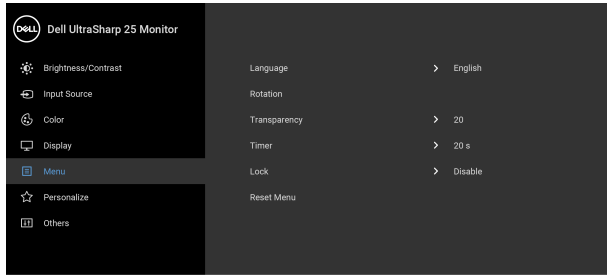 DELL Dell UltraSharp 25 Monitor
Brightness/Contrast
Input Source
Color
Display
Menu
Personalize
Others
Language > English
Rotation
Transparency > 20
Timer > 20 s
Lock > Disable
Reset Menu